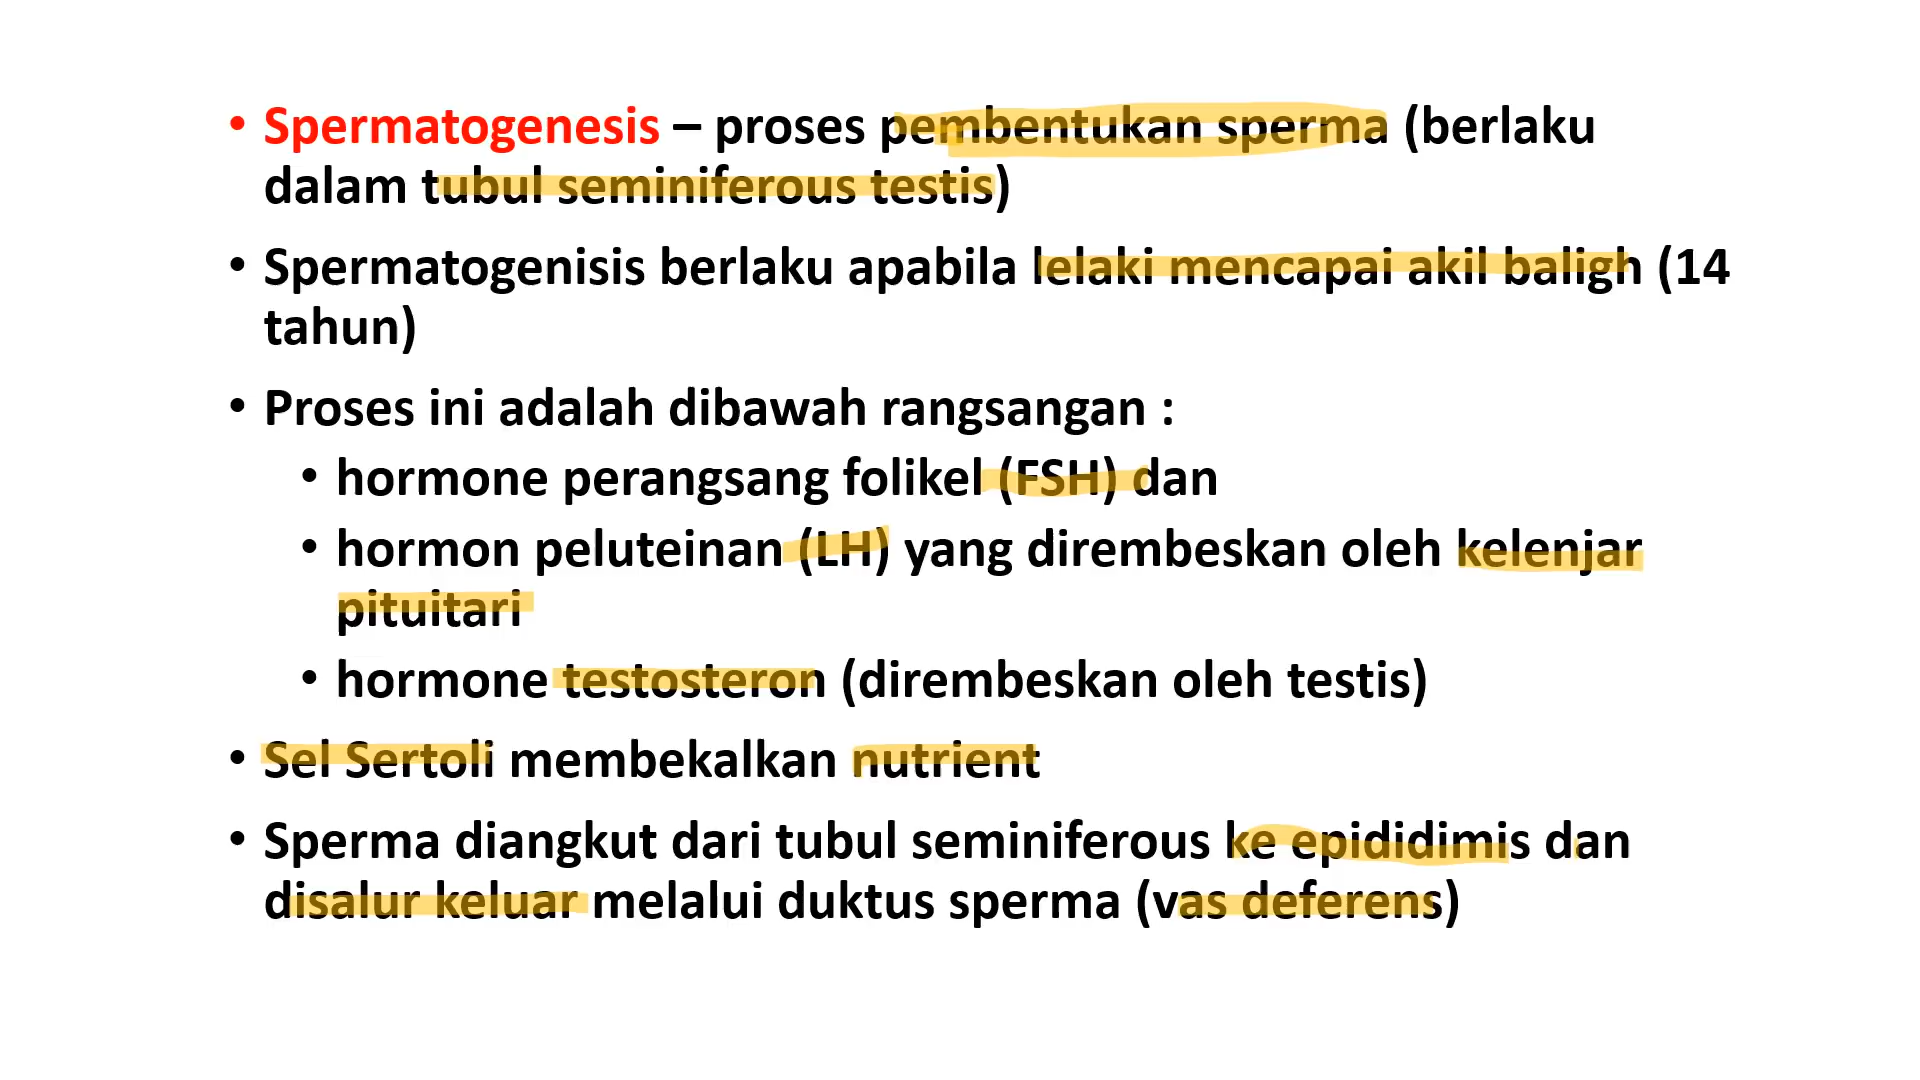 • Spermatogenesis – proses pembentukan sperma (berlaku
dalam tubul seminiferous testis)
• Spermatogenisis berlaku apabila lelaki mencapai akil baligh (14
tahun)
• Proses ini adalah dibawah rangsangan :
• hormone perangsang folikel (FSH) dan
• hormon peluteinan (LH) yang dirembeskan oleh kelenjar
pituitari
• hormone testosteron (dirembeskan oleh testis)
• Sel Sertoli membekalkan nutrient
• Sperma diangkut dari tubul seminiferous ke epididimis dan
disalur keluar melalui duktus sperma (vas deferens)